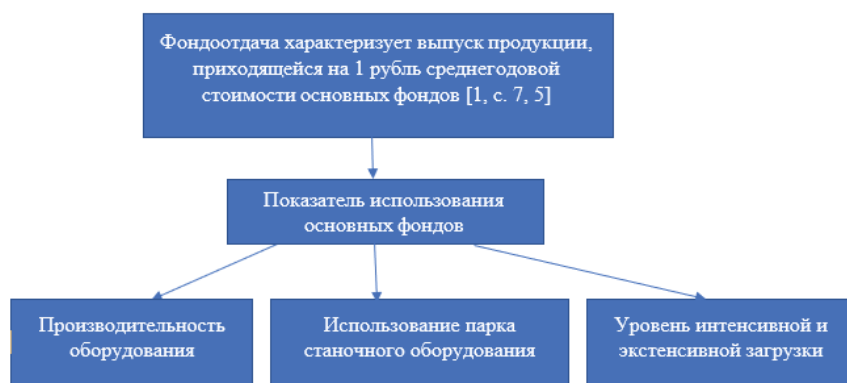 Фондоотдача характеризует выпуск продукции,
приходящейся на 1 рубль среднегодовой
стоимости основных фондов [1, с. 7, 5]
Показатель использования
основных фондов
Производительность
оборудования
Использование парка
станочного оборудования
Уровень интенсивной и
экстенсивной загрузки